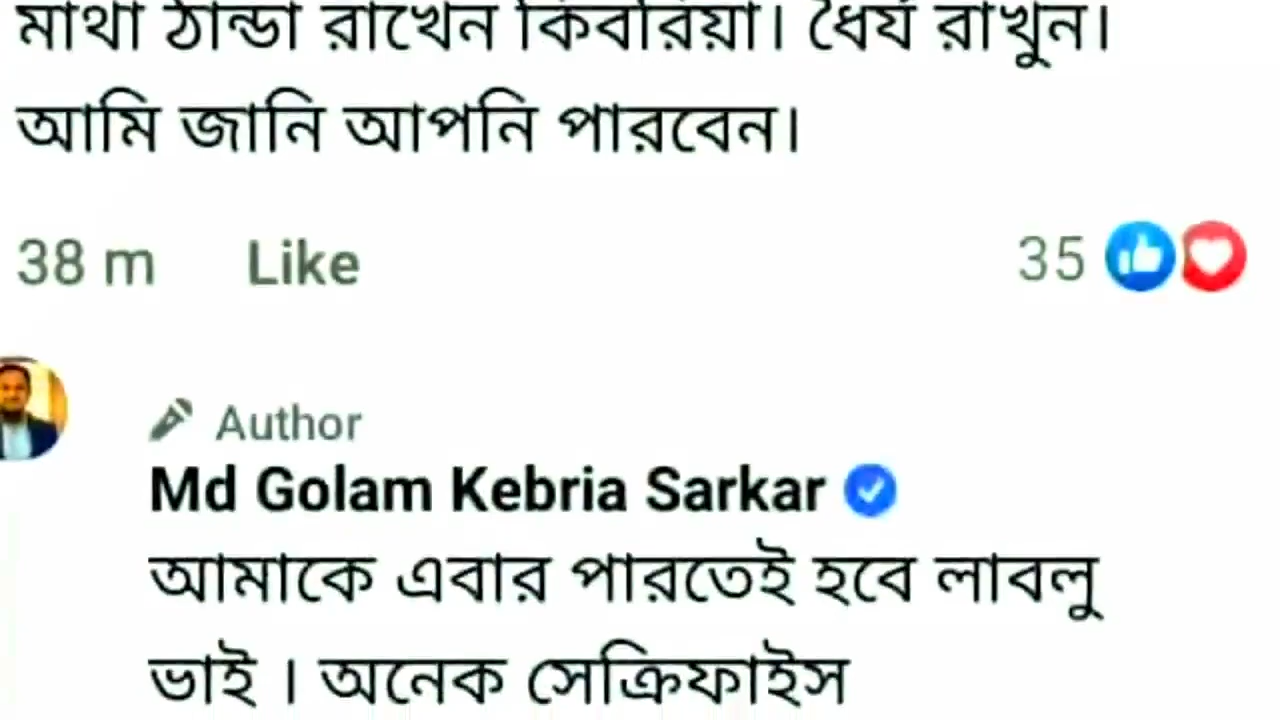 মাথা ঠান্ডা রাখেন কিবরিয়া। ধৈর্য রাখুন।
আমি জানি আপনি পারবেন।
38 m Like 35
Author
Md Golam Kebria Sarkar
আমাকে এবার পারতেই হবে লাবলু
ভাই । অনেক সেক্রিফাইস